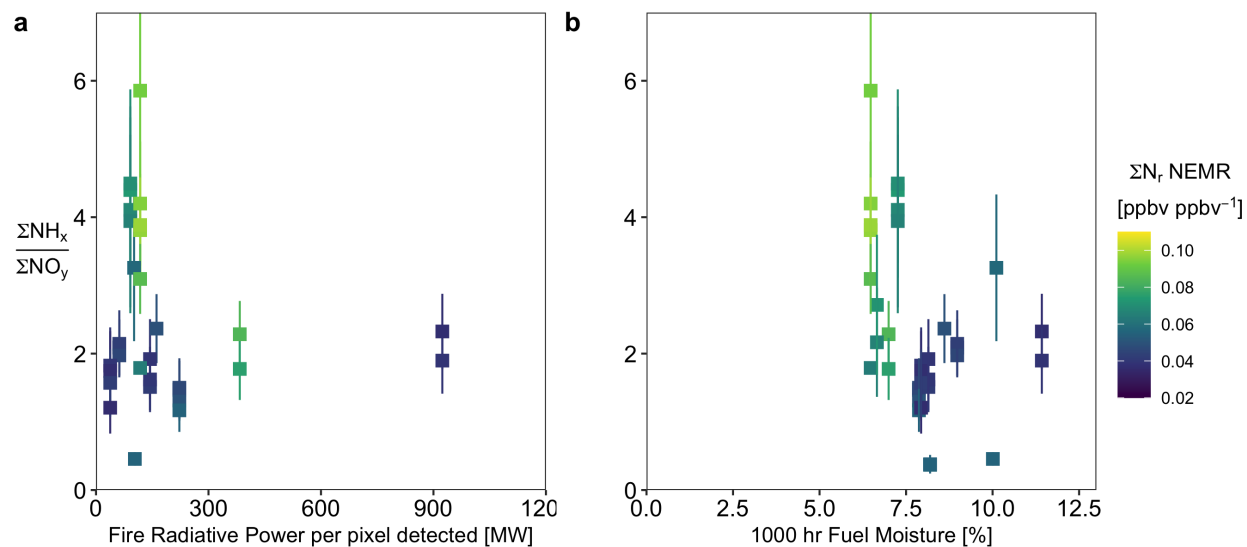 a
b
6
4
2
0
ΣNHₓ
ΣNOᵧ
0 300 600 900 120
Fire Radiative Power per pixel detected [MW]
6
4
2
0
0.0 2.5 5.0 7.5 10.0 12.5
1000 hr Fuel Moisture [%]
ΣNᵣ NEMR
[ppbv ppbv⁻¹]
0.10
0.08
0.06
0.04
0.02